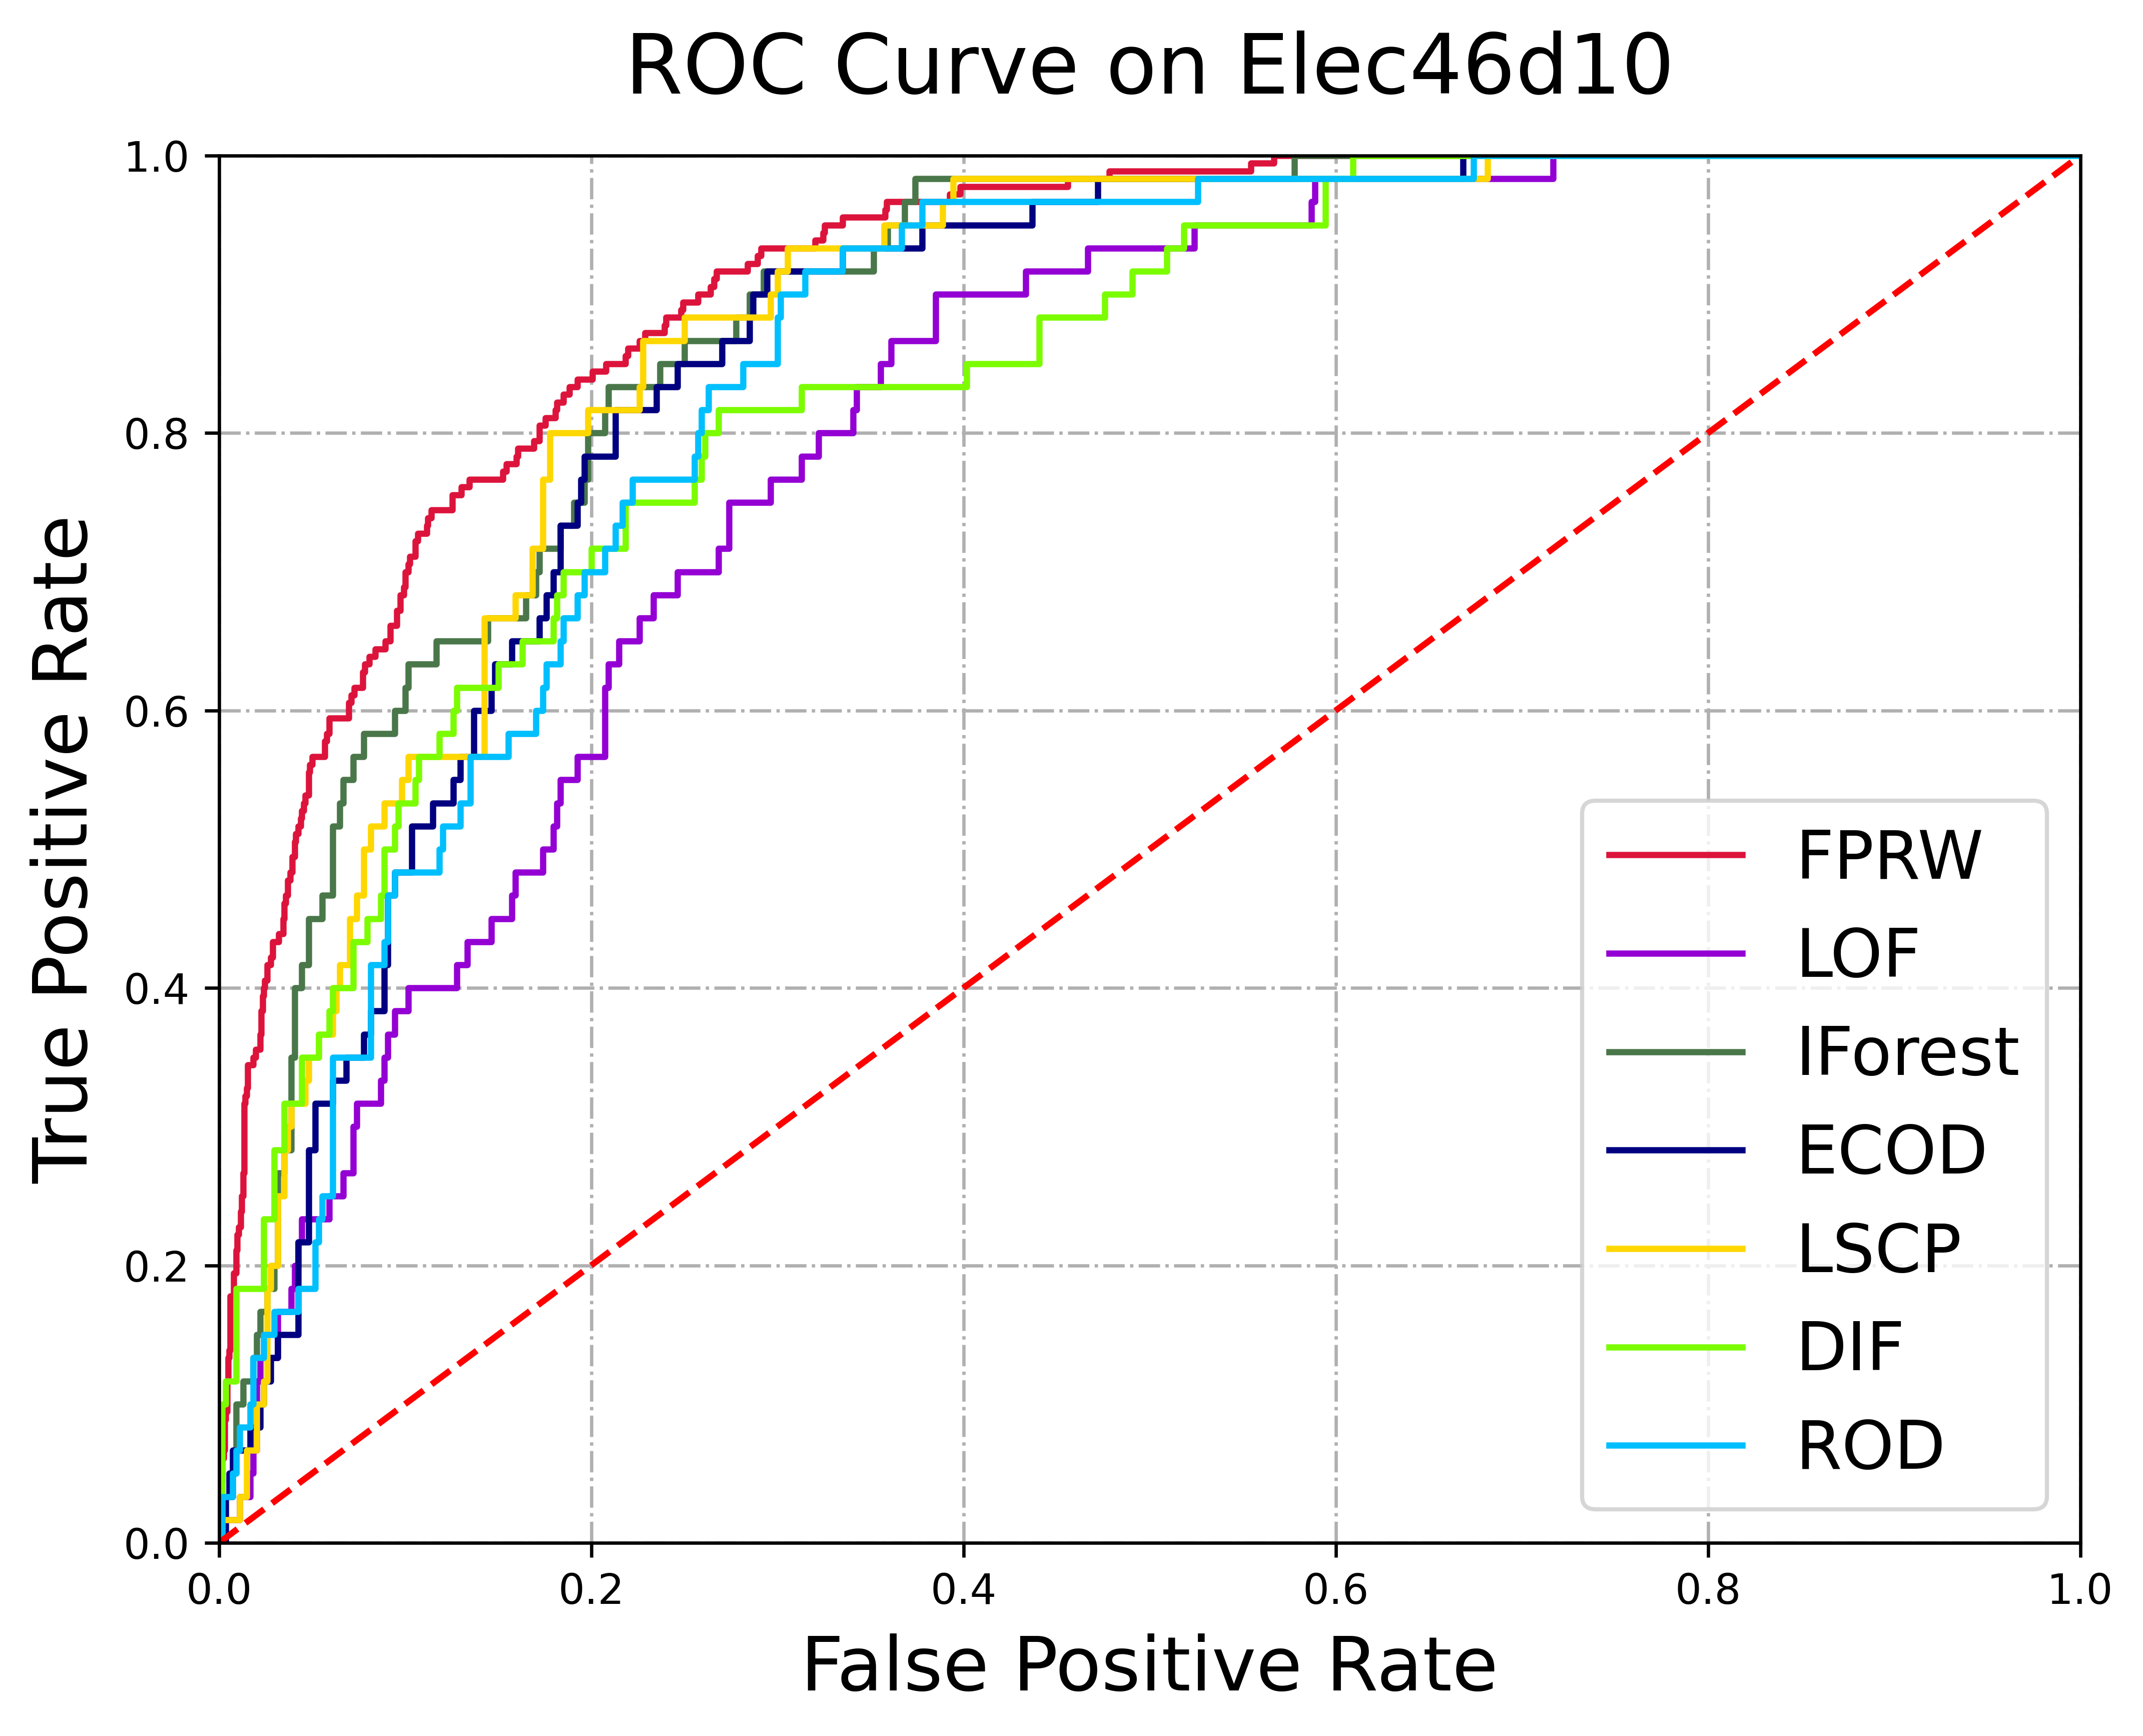 ROC Curve on Elec46d10
1.0
0.8
0.6
0.4
0.2
0.0
True Positive Rate
FPRW
LOF
IForest
ECOD
LSCP
DIF
ROD
0.0 0.2 0.4 0.6 0.8 1.0
False Positive Rate